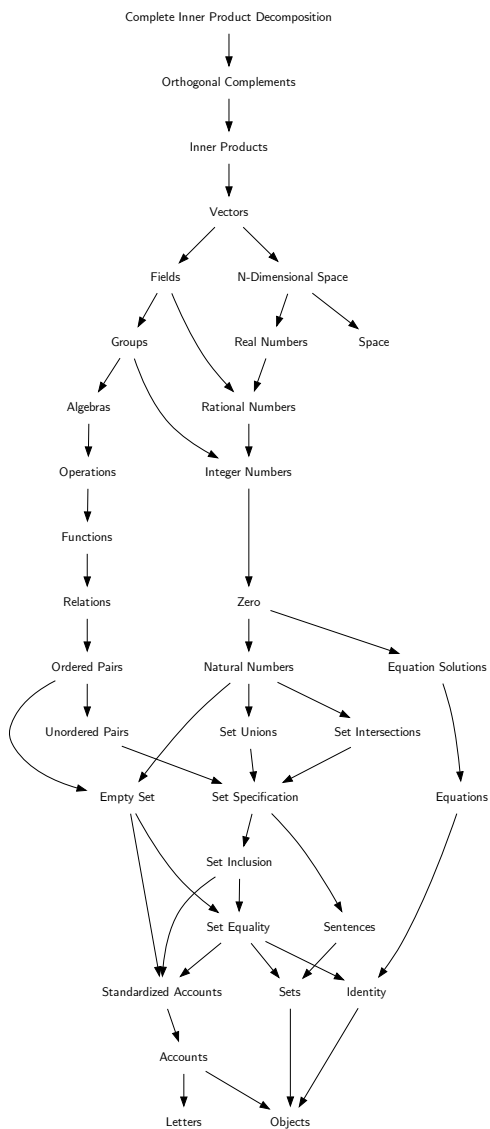 Complete Inner Product Decomposition
Orthogonal Complements
Inner Products
Vectors
Fields
N-Dimensional Space
Groups
Real Numbers
Space
Algebras
Rational Numbers
Operations
Integer Numbers
Functions
Relations
Zero
Ordered Pairs
Natural Numbers
Equation Solutions
Unordered Pairs
Set Unions
Set Intersections
Empty Set
Set Specification
Equations
Set Inclusion
Set Equality
Sentences
Standardized Accounts
Sets
Identity
Accounts
Letters
Objects